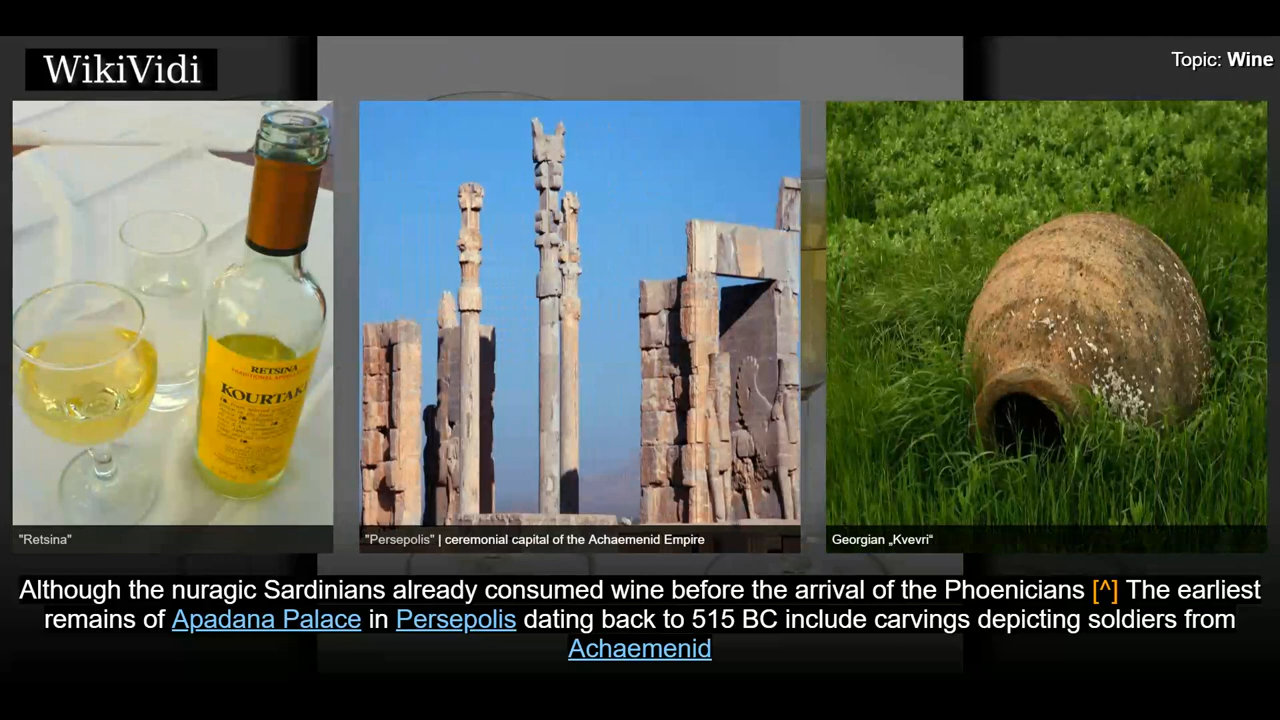 WikiVidi
Topic: Wine
RETSINA
KOURTAK
"Retsina"
"Persepolis" | ceremonial capital of the Achaemenid Empire
Georgian „Kvevri“
Although the nuragic Sardinians already consumed wine before the arrival of the Phoenicians [^] The earliest
remains of Apadana Palace in Persepolis dating back to 515 BC include carvings depicting soldiers from
Achaemenid